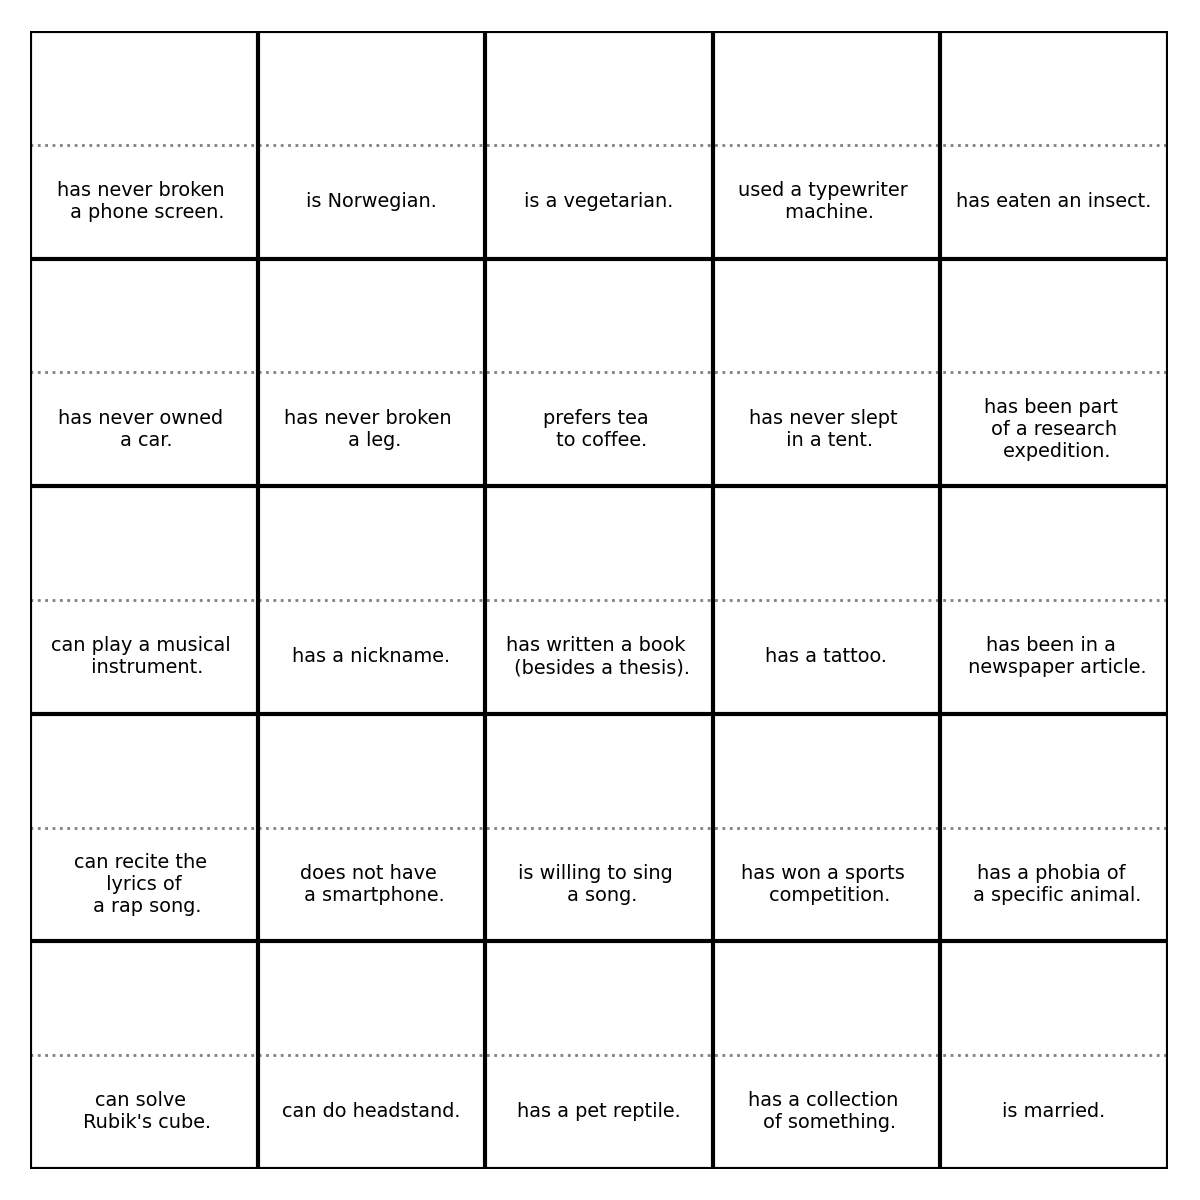 has never broken
a phone screen.
is Norwegian.
is a vegetarian.
used a typewriter
machine.
has eaten an insect.
has never owned
a car.
has never broken
a leg.
prefers tea
to coffee.
has never slept
in a tent.
has been part
of a research
expedition.
can play a musical
instrument.
has a nickname.
has written a book
(besides a thesis).
has a tattoo.
has been in a
newspaper article.
can recite the
lyrics of
a rap song.
does not have
a smartphone.
is willing to sing
a song.
has won a sports
competition.
has a phobia of
a specific animal.
can solve
Rubik's cube.
can do headstand.
has a pet reptile.
has a collection
of something.
is married.